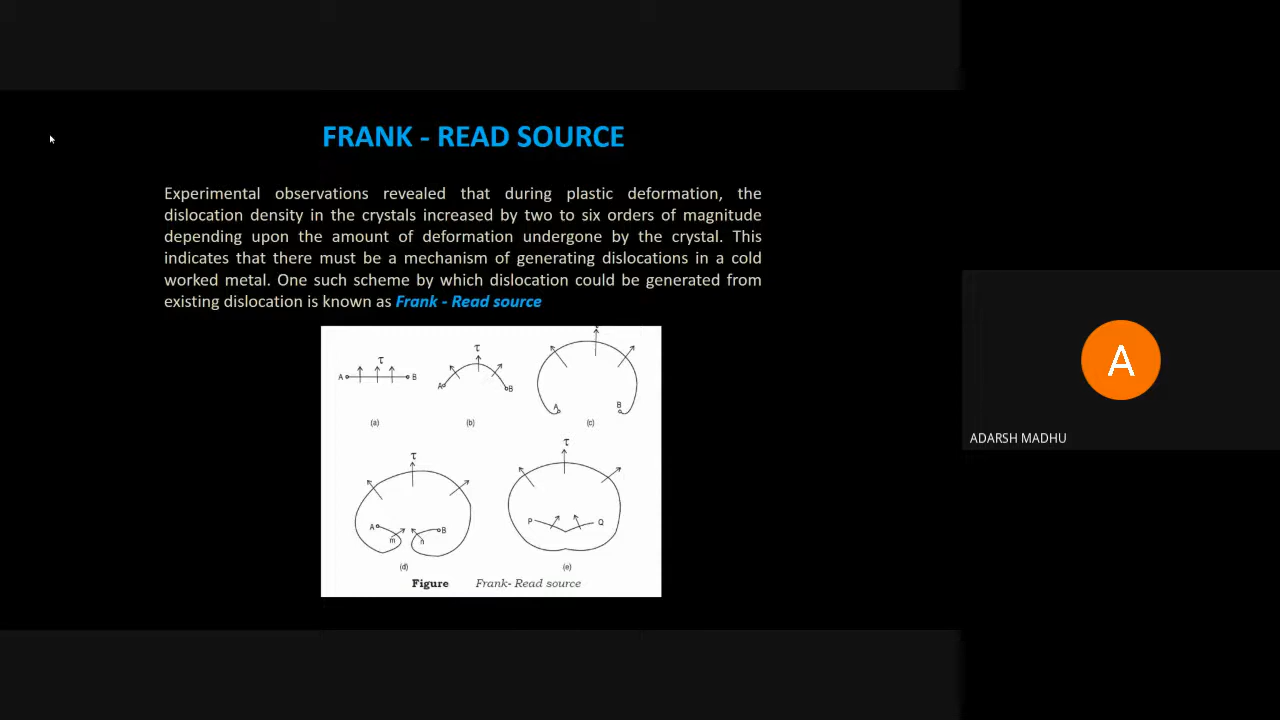 FRANK - READ SOURCE
Experimental observations revealed that during plastic deformation, the
dislocation density in the crystals increased by two to six orders of magnitude
depending upon the amount of deformation undergone by the crystal. This
indicates that there must be a mechanism of generating dislocations in a cold
worked metal. One such scheme by which dislocation could be generated from
existing dislocation is known as Frank - Read source
τ
A B
(a)
τ
A B
(b)
A B
(c)
τ
A B
m n
(d)
τ
P Q
(e)
Figure Frank- Read source
A
ADARSH MADHU